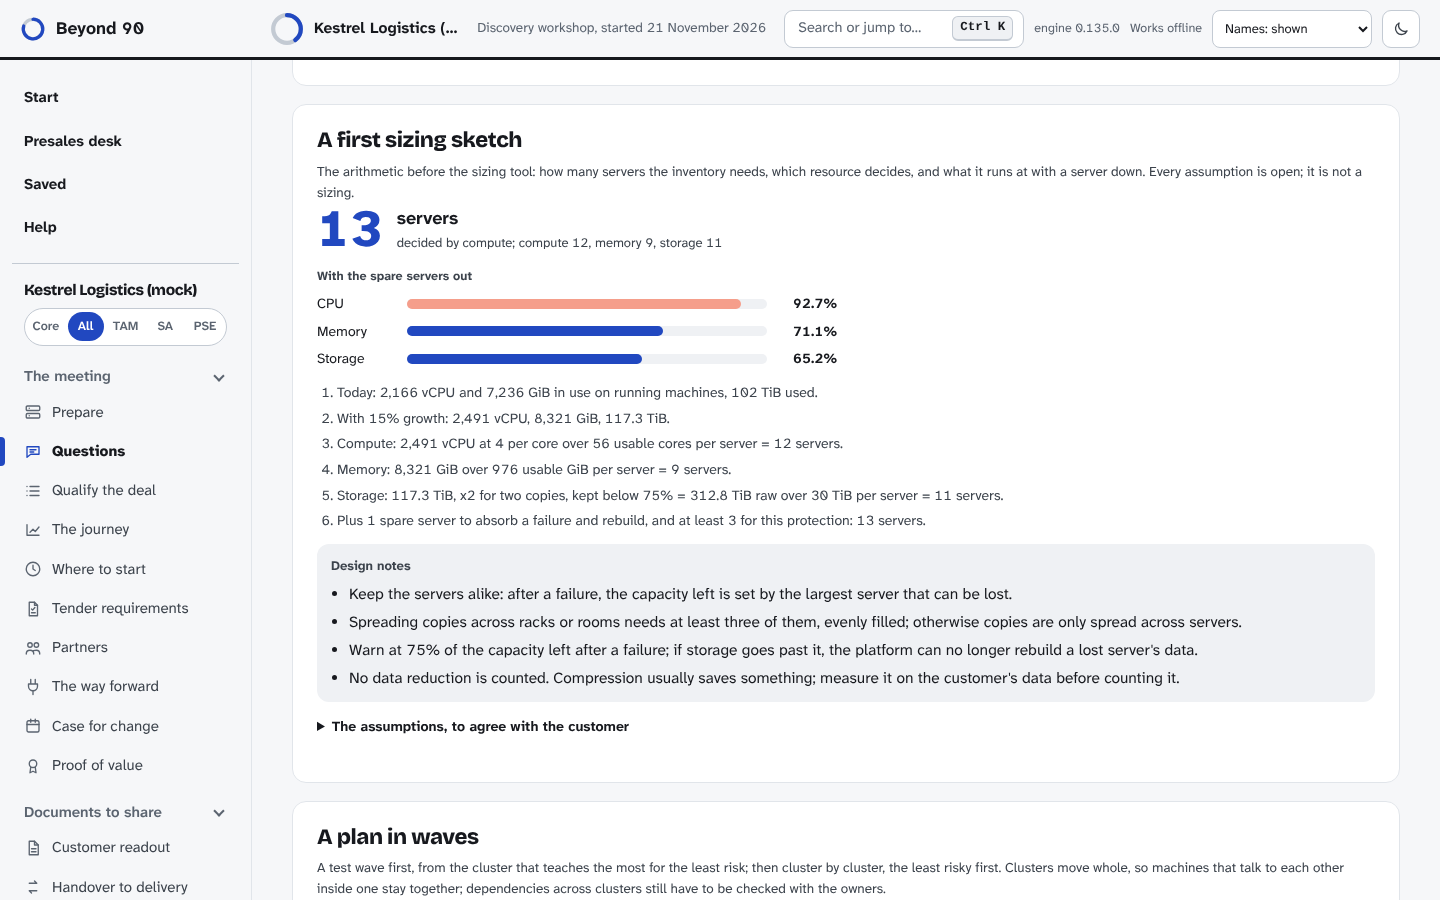 Beyond 90
Kestrel Logistics (...
Discovery workshop, started 21 November 2026
Search or jump to...
Ctrl K
engine 0.135.0
Works offline
Names: shown
Start
Presales desk
Saved
Help
Kestrel Logistics (mock)
Core All TAM SA PSE
The meeting
Prepare
Questions
Qualify the deal
The journey
Where to start
Tender requirements
Partners
The way forward
Case for change
Proof of value
Documents to share
Customer readout
Handover to delivery
A first sizing sketch
The arithmetic before the sizing tool: how many servers the inventory needs, which resource decides, and what it runs at with a server down. Every assumption is open; it is not a
sizing.
13 servers
decided by compute; compute 12, memory 9, storage 11
With the spare servers out
CPU 92.7%
Memory 71.1%
Storage 65.2%
1. Today: 2,166 vCPU and 7,236 GiB in use on running machines, 102 TiB used.
2. With 15% growth: 2,491 vCPU, 8,321 GiB, 117.3 TiB.
3. Compute: 2,491 vCPU at 4 per core over 56 usable cores per server = 12 servers.
4. Memory: 8,321 GiB over 976 usable GiB per server = 9 servers.
5. Storage: 117.3 TiB, x2 for two copies, kept below 75% = 312.8 TiB raw over 30 TiB per server = 11 servers.
6. Plus 1 spare server to absorb a failure and rebuild, and at least 3 for this protection: 13 servers.
Design notes
• Keep the servers alike: after a failure, the capacity left is set by the largest server that can be lost.
• Spreading copies across racks or rooms needs at least three of them, evenly filled; otherwise copies are only spread across servers.
• Warn at 75% of the capacity left after a failure; if storage goes past it, the platform can no longer rebuild a lost server's data.
• No data reduction is counted. Compression usually saves something; measure it on the customer's data before counting it.
The assumptions, to agree with the customer
A plan in waves
A test wave first, from the cluster that teaches the most for the least risk; then cluster by cluster, the least risky first. Clusters move whole, so machines that talk to each other
inside one stay together; dependencies across clusters still have to be checked with the owners.